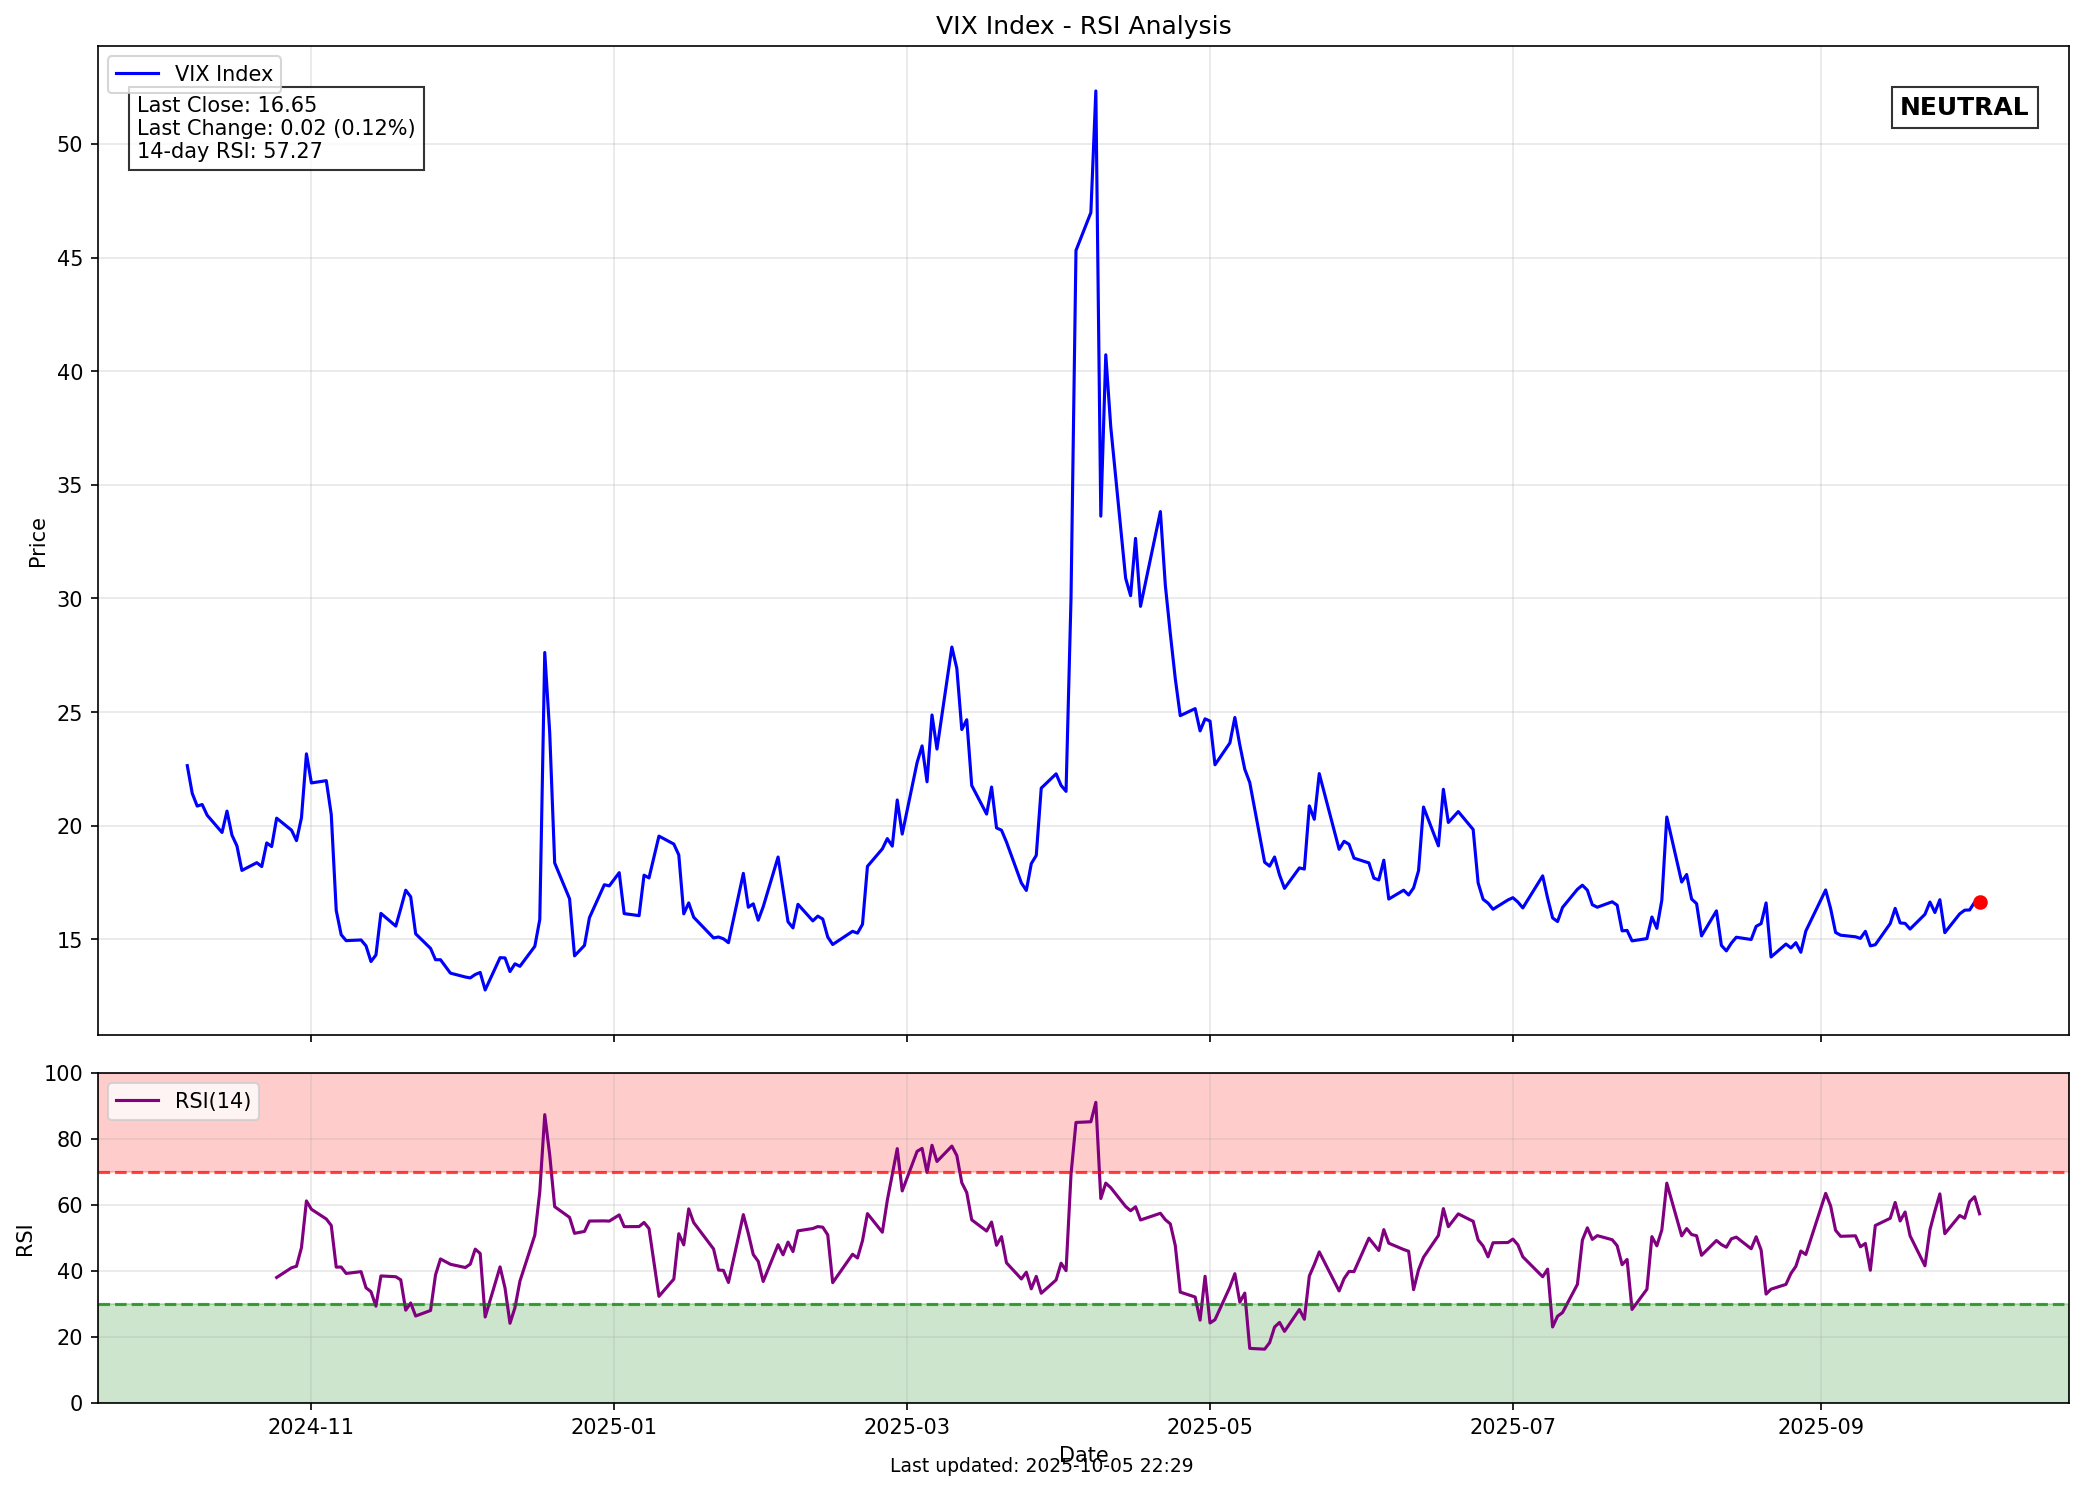 VIX Index - RSI Analysis
VIX Index
Last Close: 16.65
Last Change: 0.02 (0.12%)
14-day RSI: 57.27
NEUTRAL
Price
50
45
40
35
30
25
20
15
RSI(14)
RSI
100
80
60
40
20
0
2024-11 2025-01 2025-03 2025-05 2025-07 2025-09
Date
Last updated: 2025-10-05 22:29